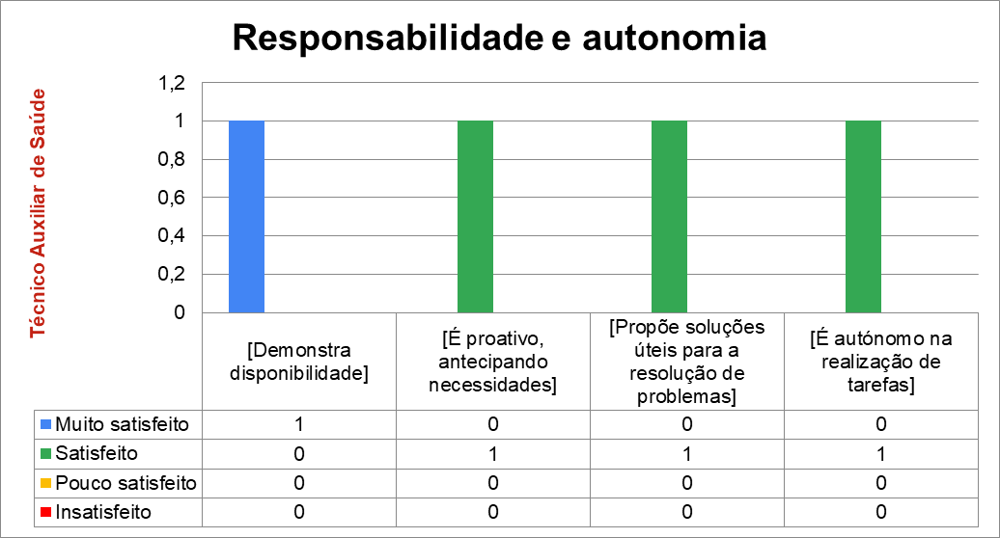 Responsabilidade e autonomia
Técnico Auxiliar de Saúde
1,2
1
0,8
0,6
0,4
0,2
0
[Demonstra
disponibilidade]
[É proativo,
antecipando
necessidades]
[Propõe soluções
úteis para a
resolução de
problemas]
[É autónomo na
realização de
tarefas]
Muito satisfeito 1 0 0 0
Satisfeito 0 1 1 1
Pouco satisfeito 0 0 0 0
Insatisfeito 0 0 0 0